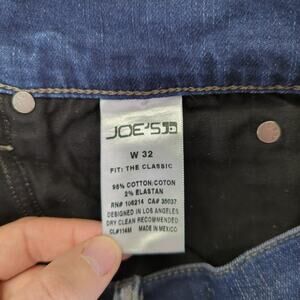 JOE'S
W 32
FIT: THE CLASSIC
98% COTTON/COTON
2% ELASTAN
RN# 106214 CA# 35037
DESIGNED IN LOS ANGELES
DRY CLEAN RECOMMENDED
CL#114M MADE IN MEXICO